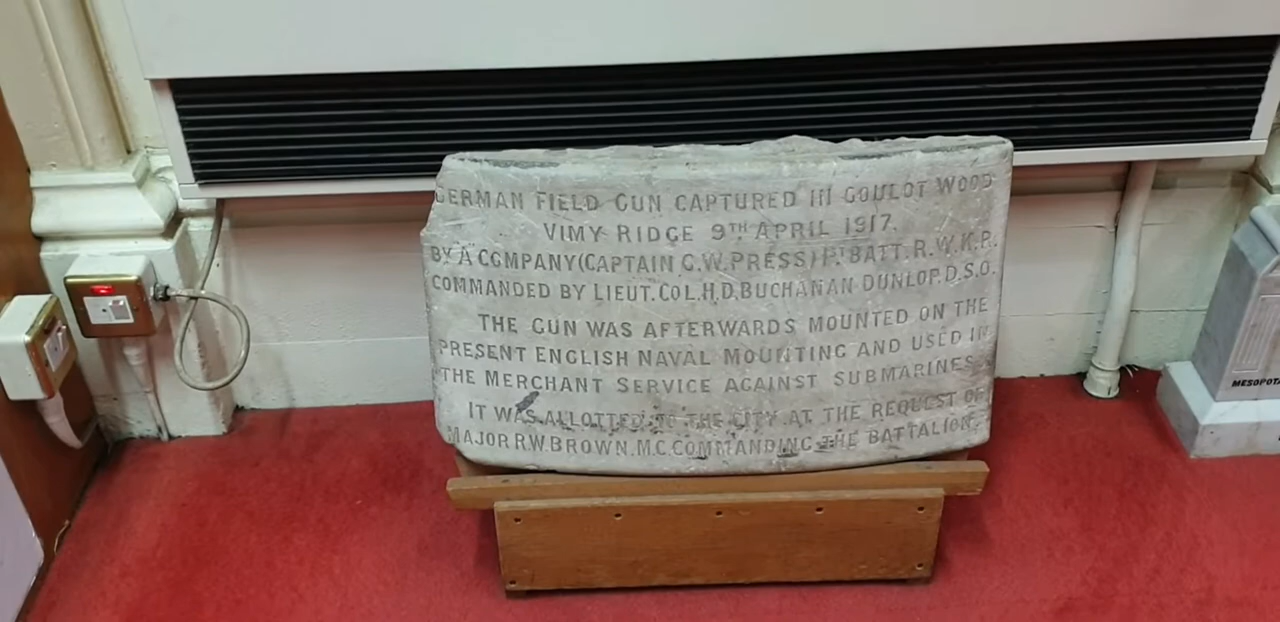 GERMAN FIELD GUN CAPTURED IN GOULOT WOOD
VIMY RIDGE 9TH APRIL 1917.
BY A COMPANY (CAPTAIN G.W. PRESS) 1ST BATT. R.W.K.R.
COMMANDED BY LIEUT. COL. H.D. BUCHANAN DUNLOP. D.S.O.
THE GUN WAS AFTERWARDS MOUNTED ON THE
PRESENT ENGLISH NAVAL MOUNTING AND USED IN
THE MERCHANT SERVICE AGAINST SUBMARINES
IT WAS ALLOTTED TO THE CITY AT THE REQUEST OF
MAJOR R.W. BROWN. M.C. COMMANDING THE BATTALION.